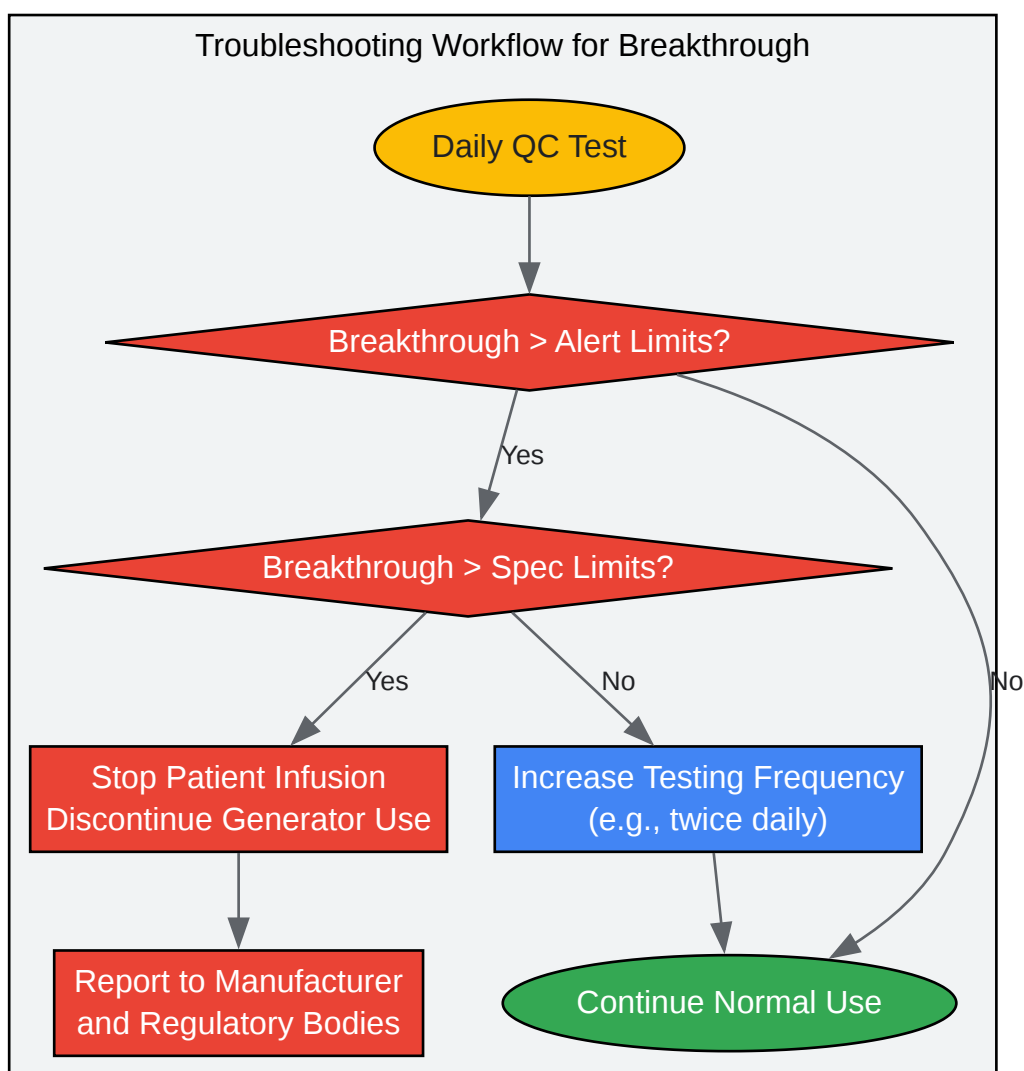 Troubleshooting Workflow for Breakthrough
Daily QC Test
Breakthrough > Alert Limits?
Yes
Breakthrough > Spec Limits?
Yes
No
No
Stop Patient Infusion
Discontinue Generator Use
Increase Testing Frequency
(e.g., twice daily)
Report to Manufacturer
and Regulatory Bodies
Continue Normal Use